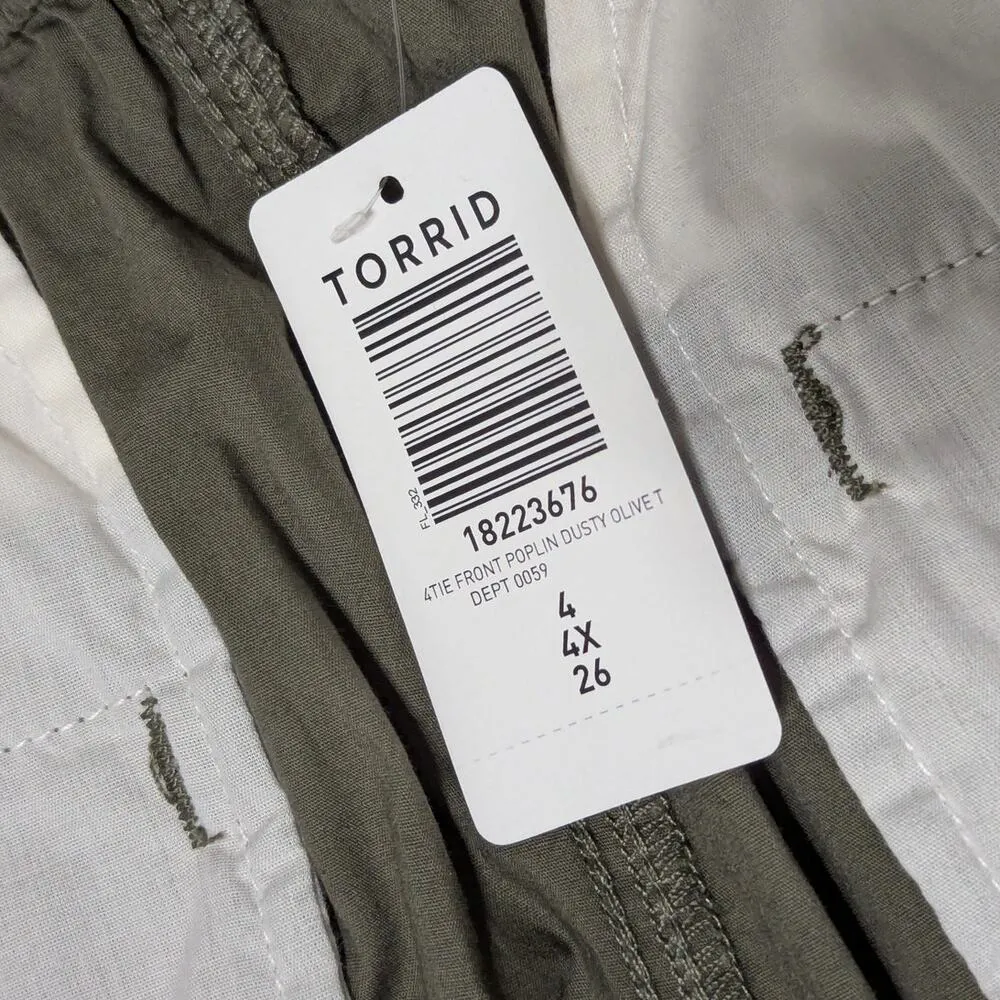 TORRID
FL_332
18223676
4TIE FRONT POPLIN DUSTY OLIVE T
DEPT 0059
4
4X
26